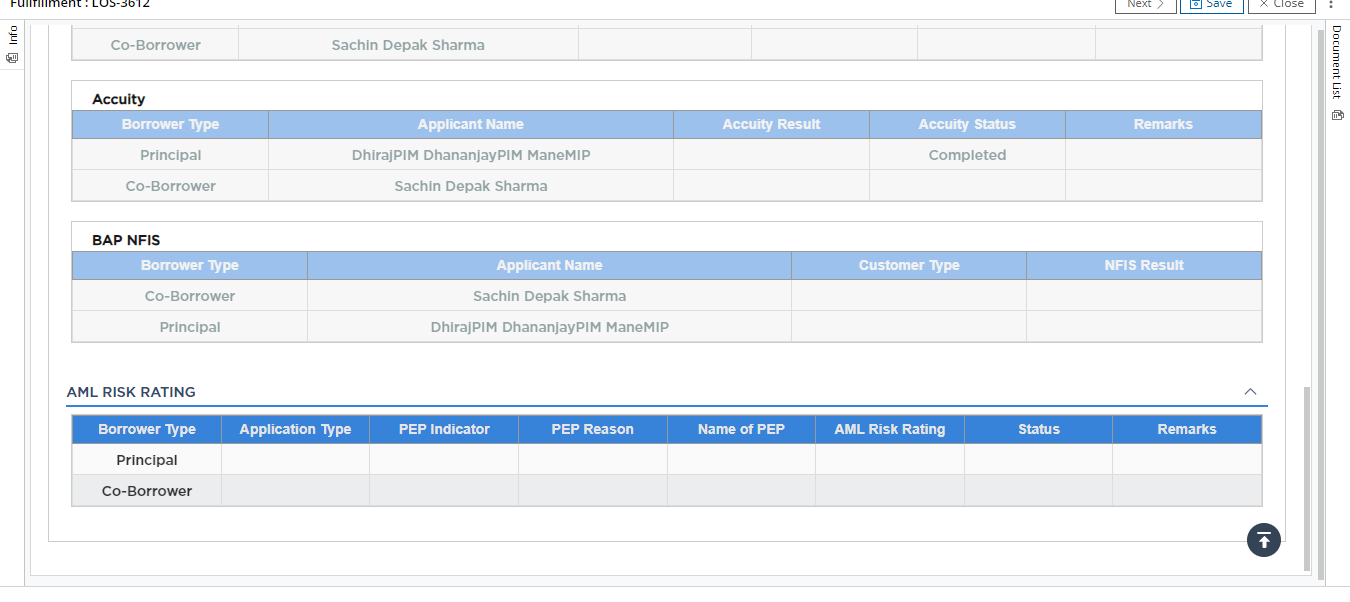 Fullfillment : LOS-3612
Next Save Close
Info
Document List
Co-Borrower Sachin Depak Sharma
Accuity
Borrower Type Applicant Name Accuity Result Accuity Status Remarks
Principal DhirajPIM DhananjayPIM ManeMIP Completed
Co-Borrower Sachin Depak Sharma
BAP NFIS
Borrower Type Applicant Name Customer Type NFIS Result
Co-Borrower Sachin Depak Sharma
Principal DhirajPIM DhananjayPIM ManeMIP
AML RISK RATING
Borrower Type Application Type PEP Indicator PEP Reason Name of PEP AML Risk Rating Status Remarks
Principal
Co-Borrower